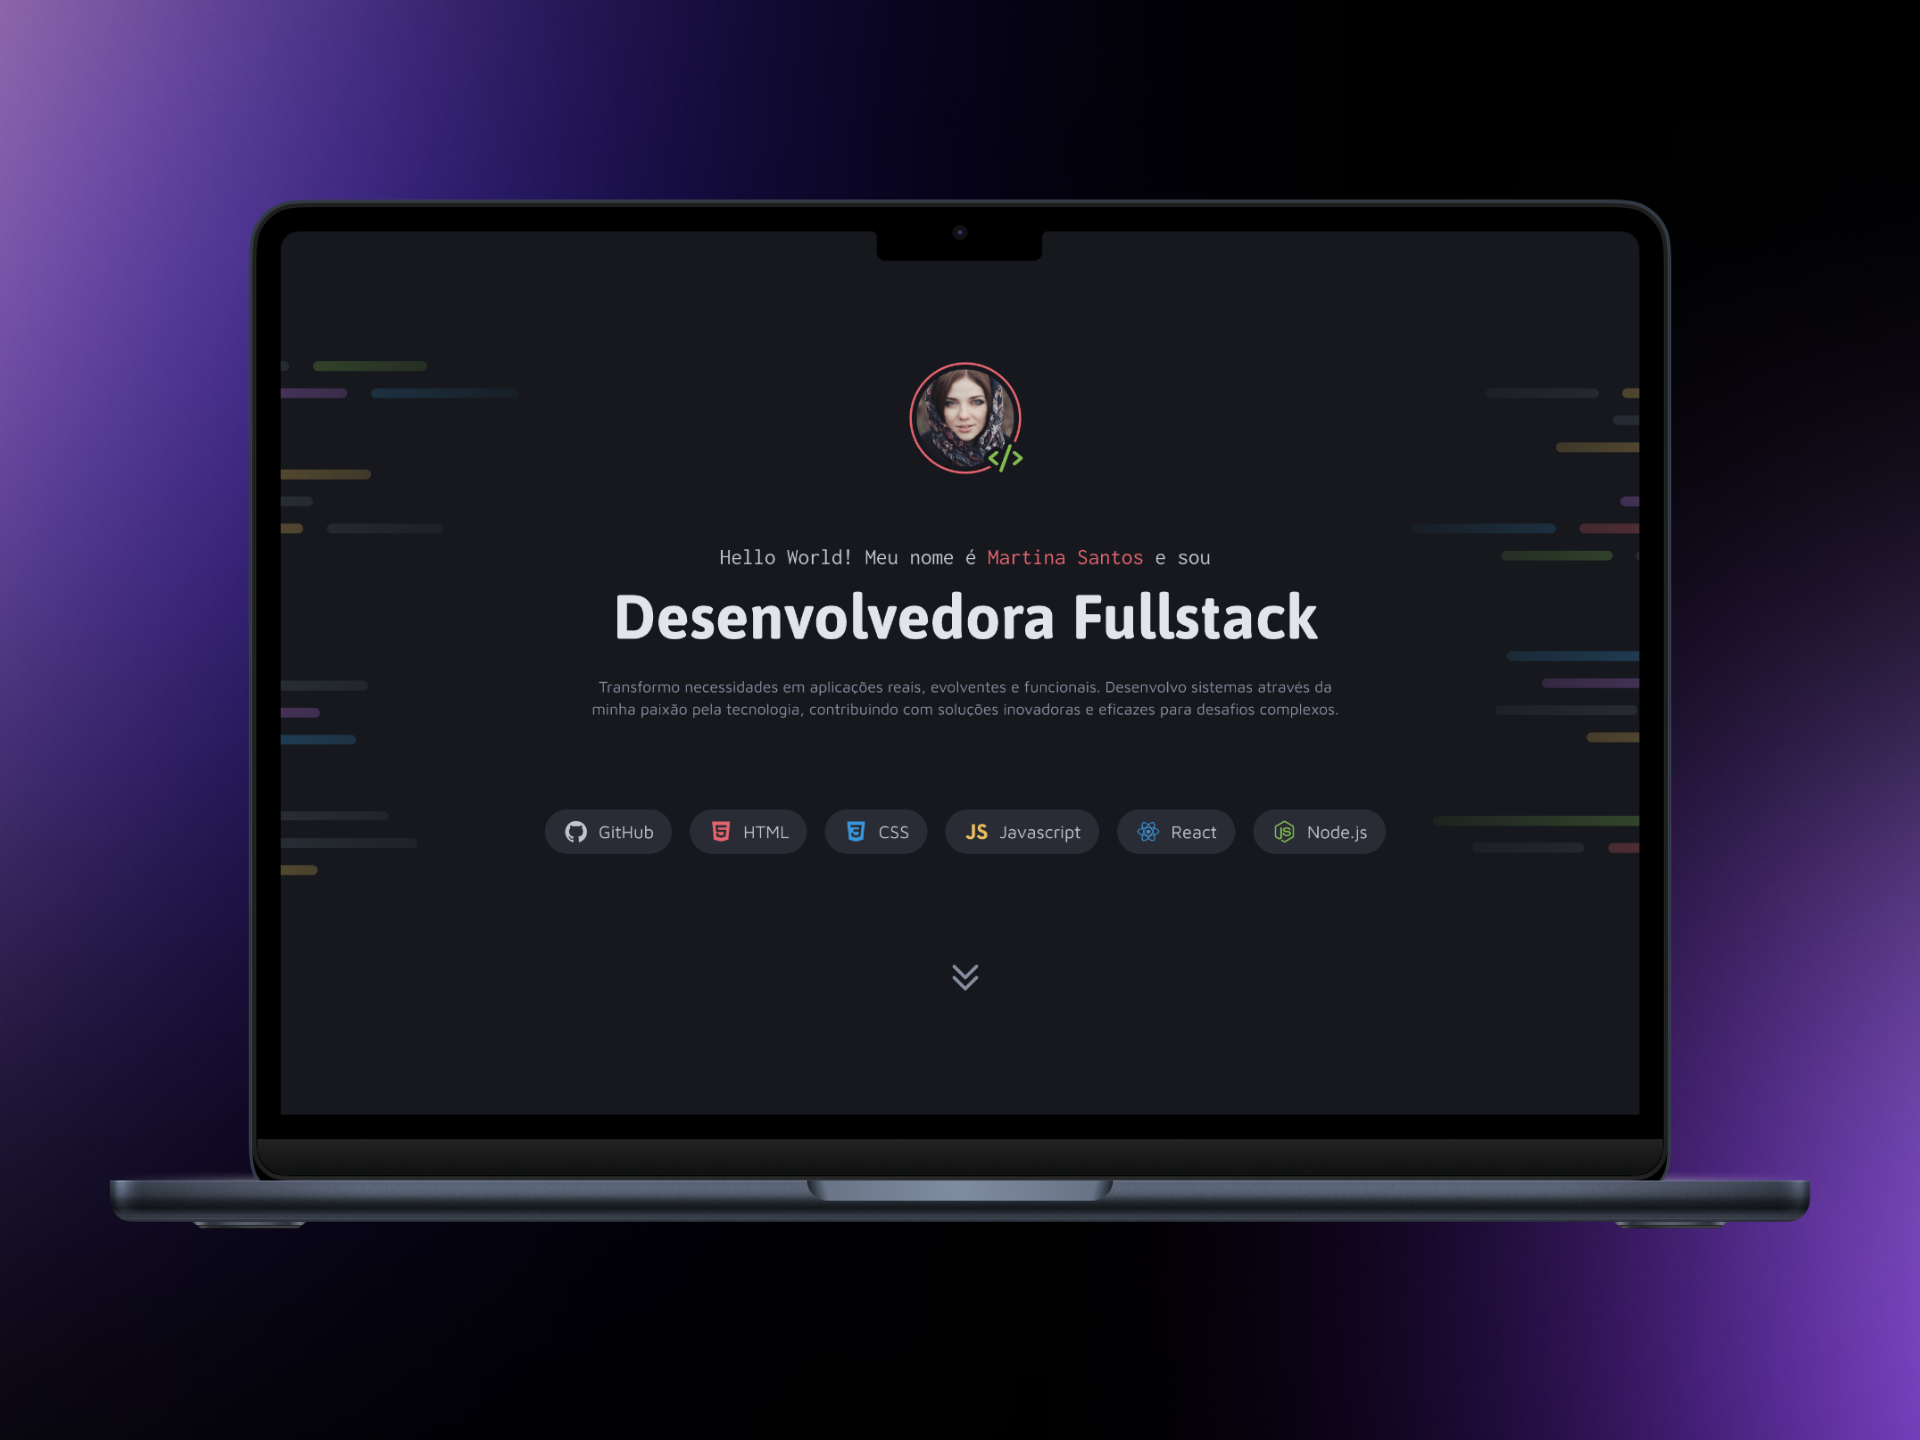 Hello World! Meu nome é Martina Santos e sou
Desenvolvedora Fullstack
Transformo necessidades em aplicações reais, evolventes e funcionais. Desenvolvo sistemas através da
minha paixão pela tecnologia, contribuindo com soluções inovadoras e eficazes para desafios complexos.
GitHub HTML CSS JS Javascript React JS Node.js